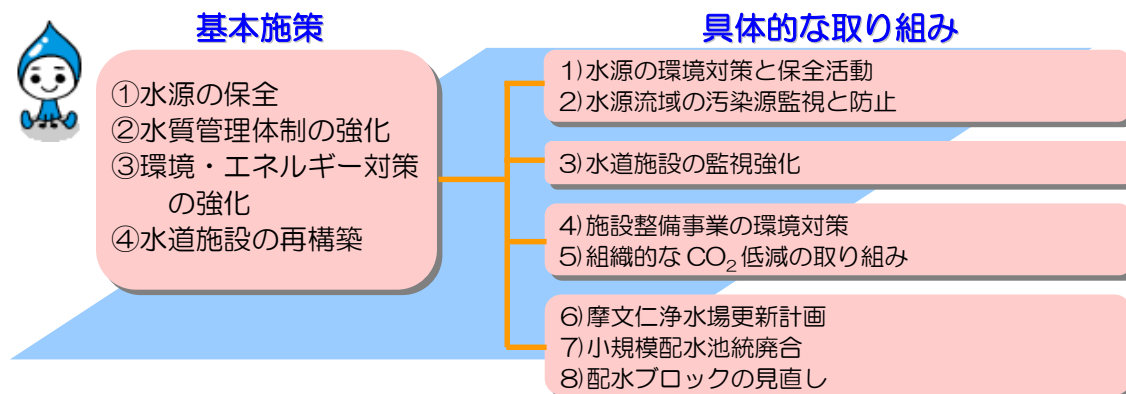 基本施策
①水源の保全
②水質管理体制の強化
③環境・エネルギー対策
の強化
④水道施設の再構築
具体的な取り組み
1)水源の環境対策と保全活動
2)水源流域の汚染源監視と防止
3)水道施設の監視強化
4)施設整備事業の環境対策
5)組織的なCO₂低減の取り組み
6)摩文仁浄水場更新計画
7)小規模配水池統廃合
8)配水ブロックの見直し